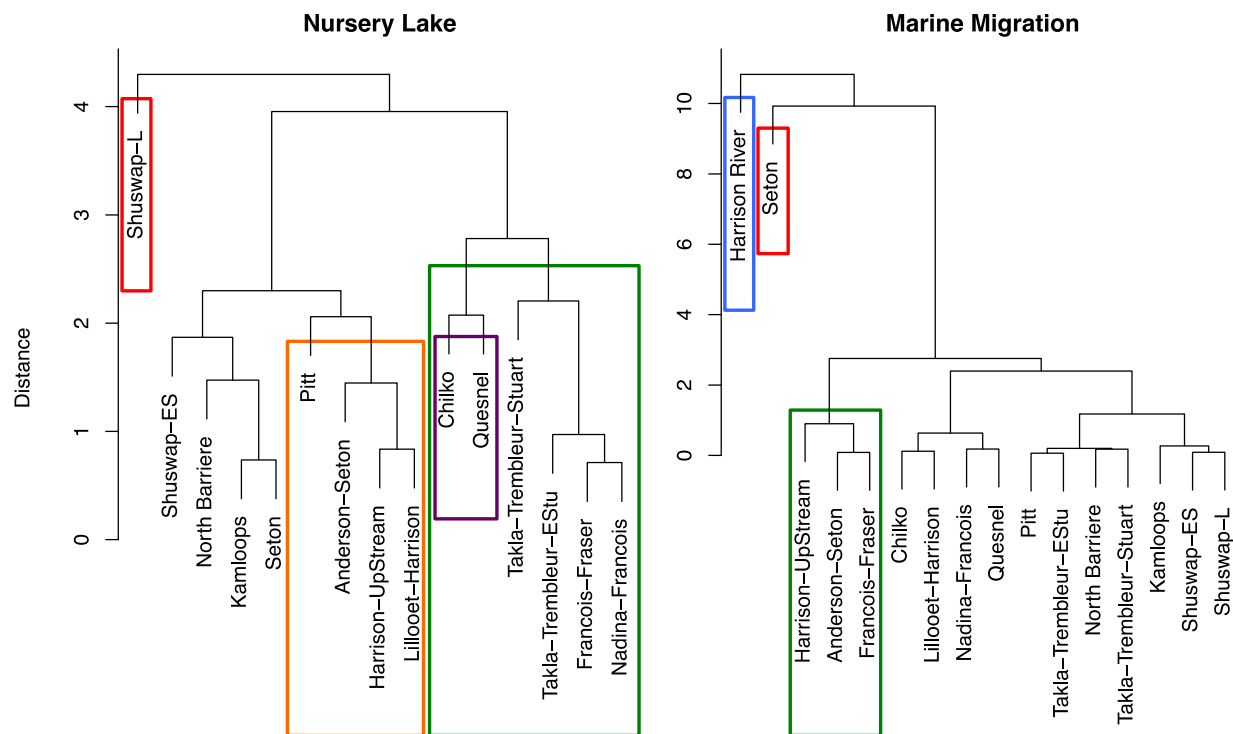 Nursery Lake
Distance
4
3
2
1
0
Shuswap−L
Shuswap−ES
North Barriere
Kamloops
Seton
Pitt
Anderson−Seton
Harrison−UpStream
Lillooet−Harrison
Chilko
Quesnel
Takla−Trembleur−Stuart
Takla−Trembleur−EStu
Francois−Fraser
Nadina−Francois
Marine Migration
10
8
6
4
2
0
Harrison River
Seton
Harrison−UpStream
Anderson−Seton
Francois−Fraser
Chilko
Lillooet−Harrison
Nadina−Francois
Quesnel
Pitt
Takla−Trembleur−EStu
North Barriere
Takla−Trembleur−Stuart
Kamloops
Shuswap−ES
Shuswap−L